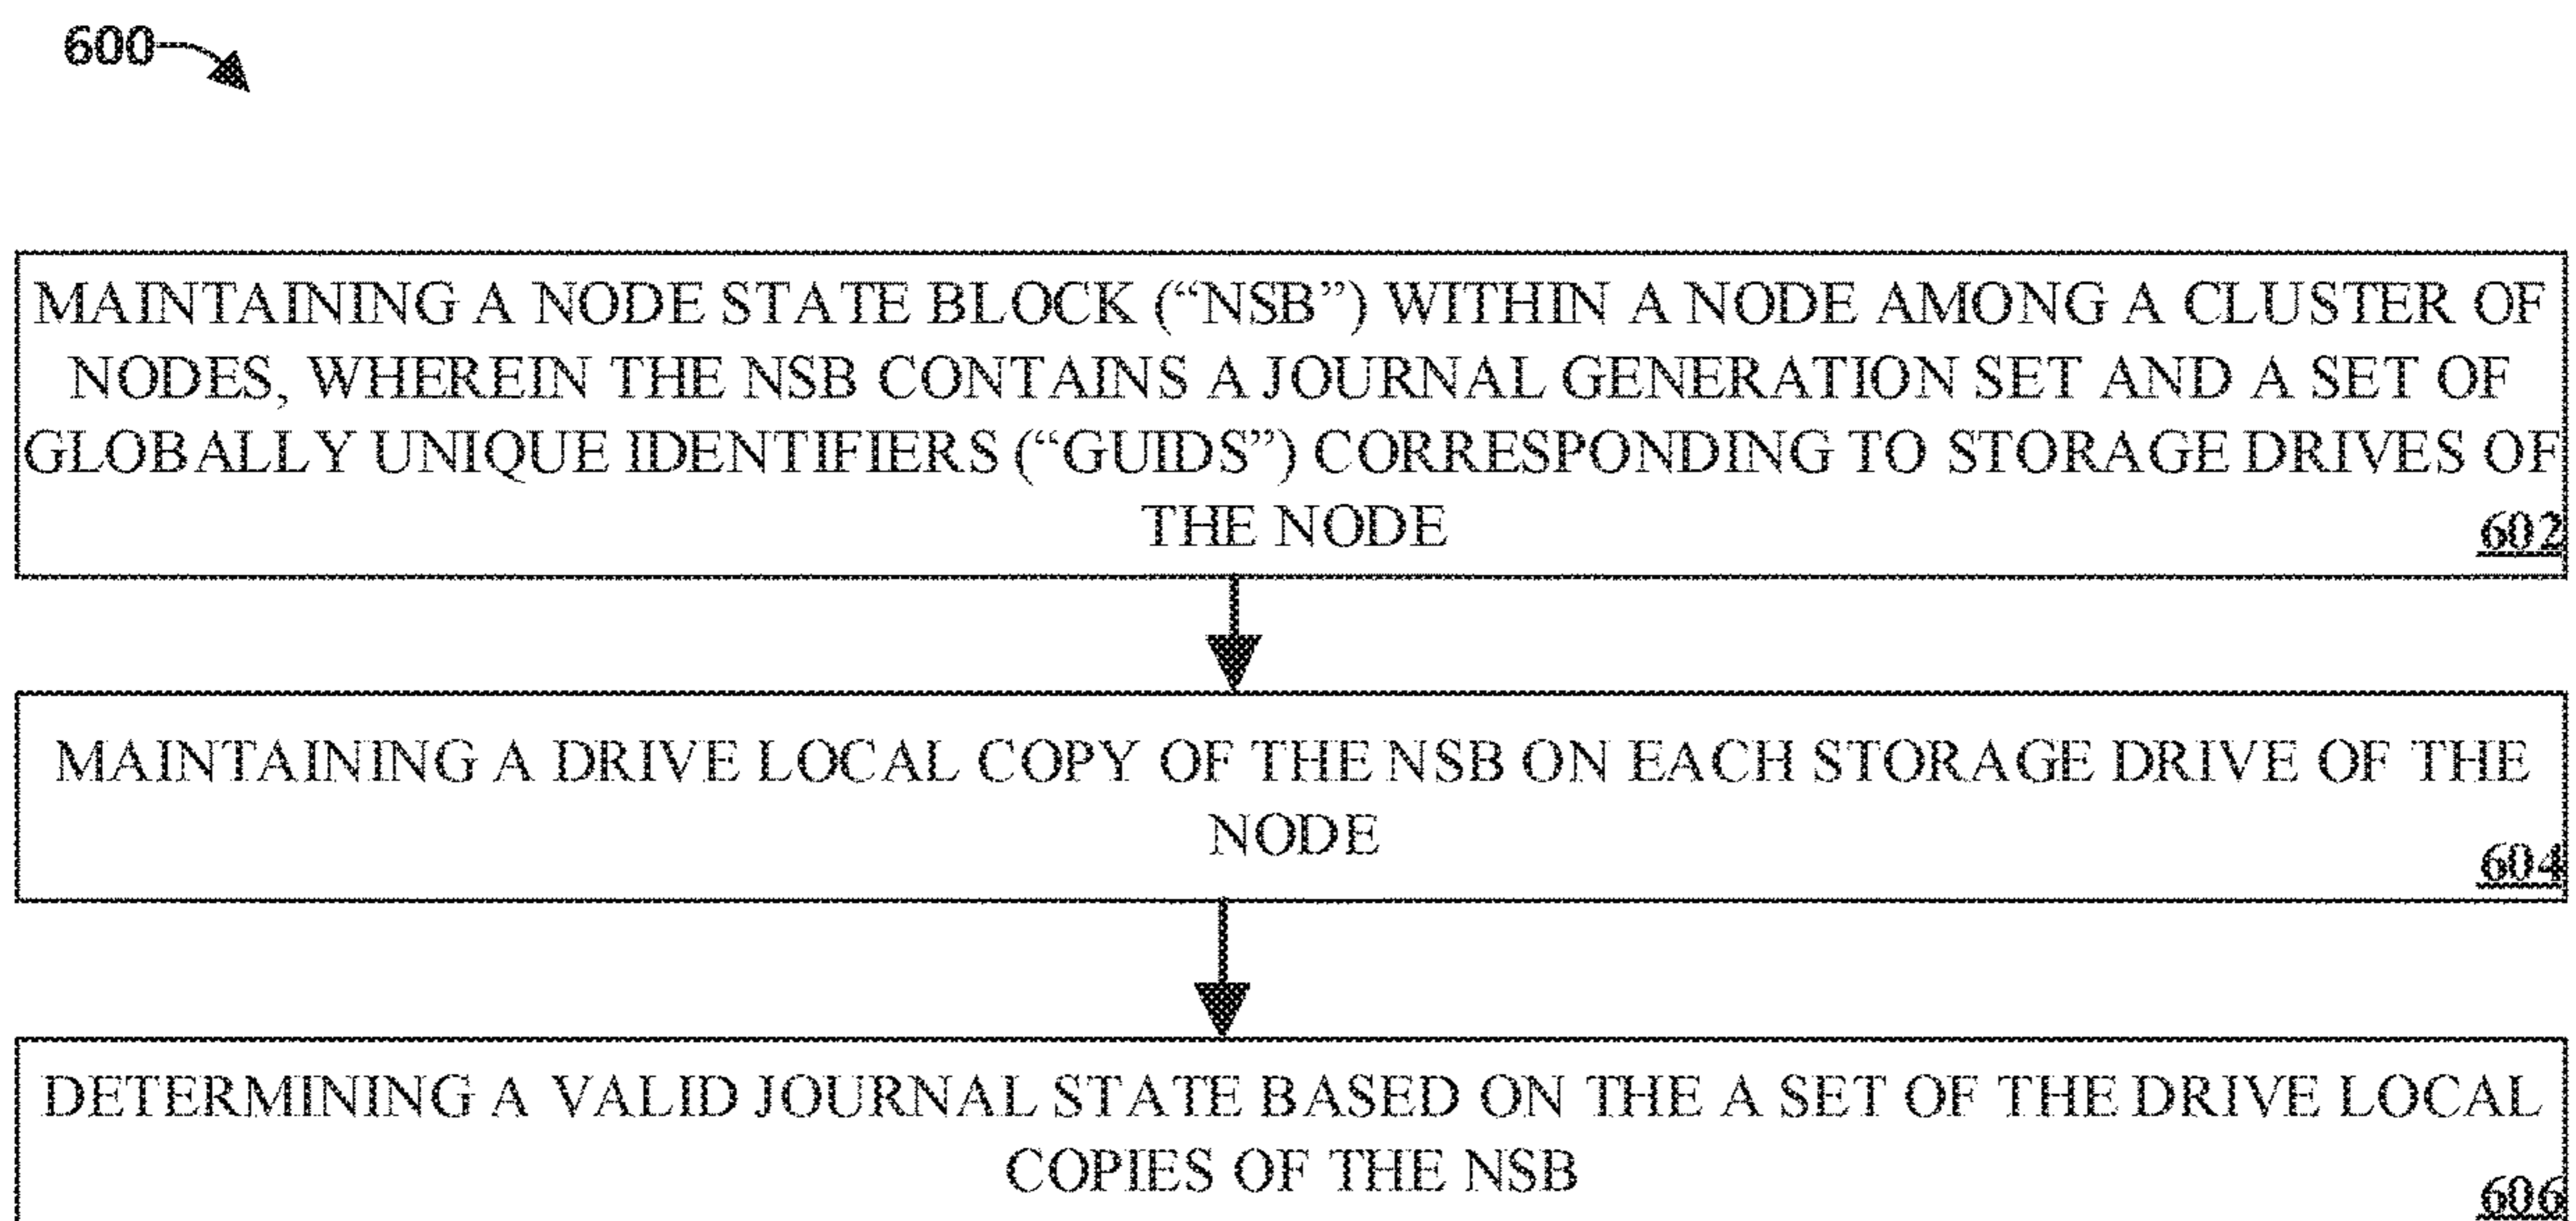 600
MAINTAINING A NODE STATE BLOCK (“NSB”) WITHIN A NODE AMONG A CLUSTER OF
NODES, WHEREIN THE NSB CONTAINS A JOURNAL GENERATION SET AND A SET OF
GLOBALLY UNIQUE IDENTIFIERS (“GUIDS”) CORRESPONDING TO STORAGE DRIVES OF
THE NODE
602
MAINTAINING A DRIVE LOCAL COPY OF THE NSB ON EACH STORAGE DRIVE OF THE
NODE
604
DETERMINING A VALID JOURNAL STATE BASED ON THE A SET OF THE DRIVE LOCAL
COPIES OF THE NSB
606